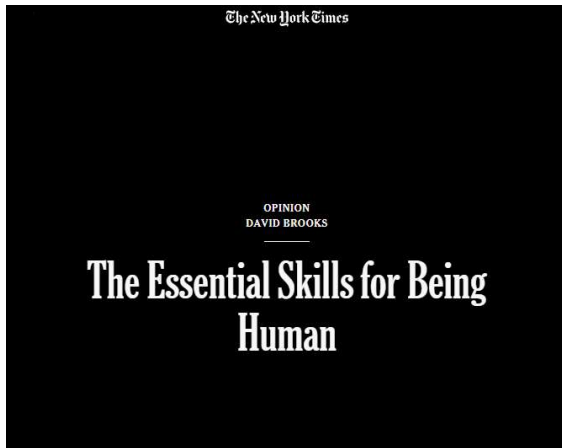 The New York Times
OPINION
DAVID BROOKS
The Essential Skills for Being
Human